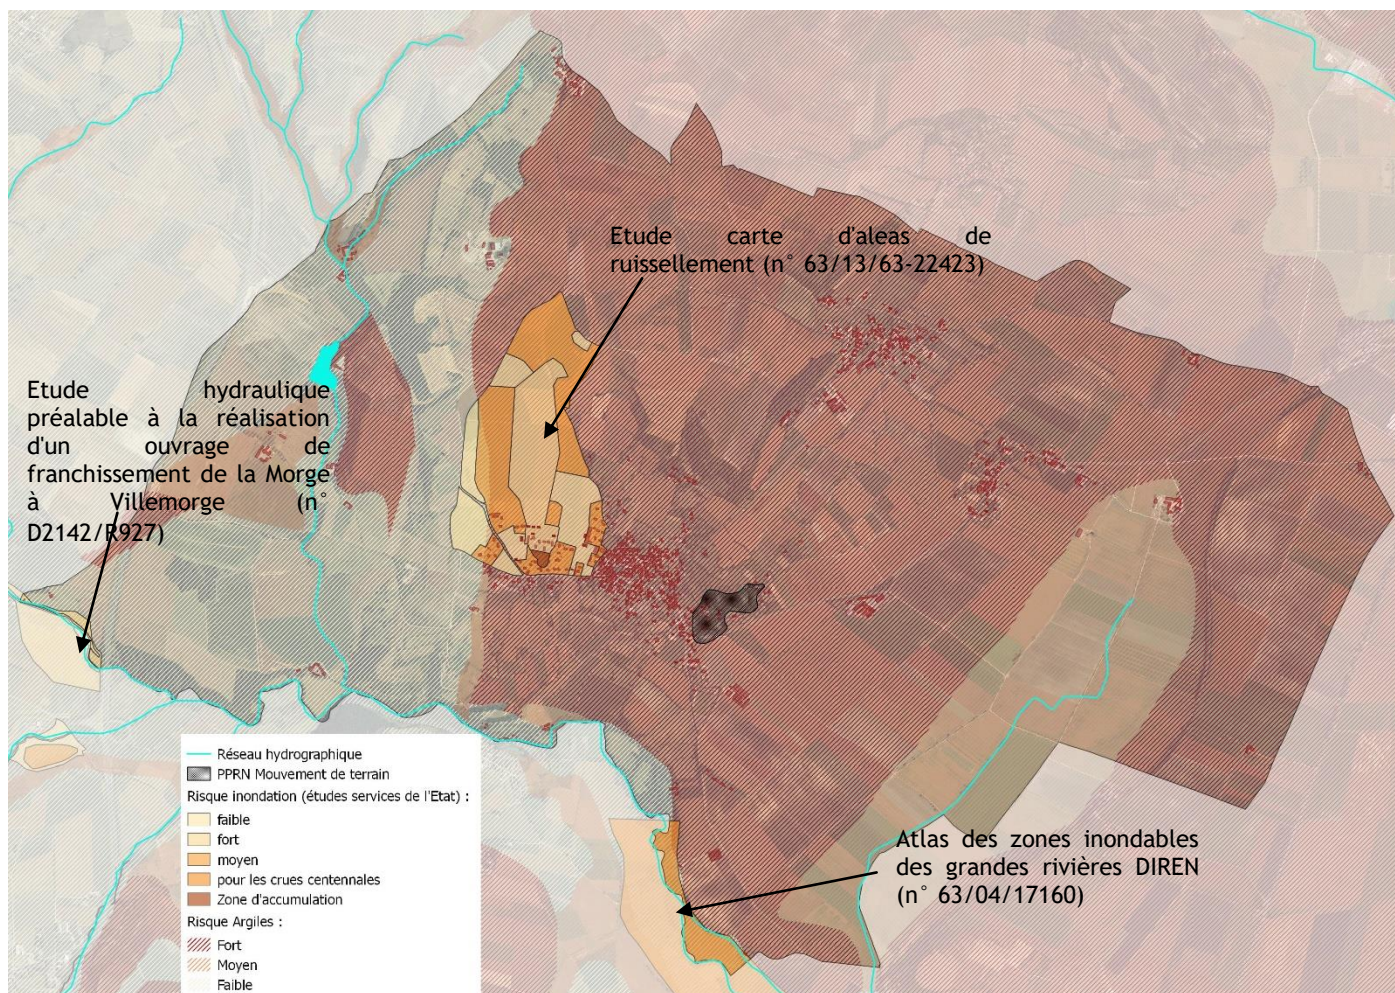 Etude carte d'aleas de
ruissellement (n° 63/13/63-22423)
Etude hydraulique
préalable à la réalisation
d'un ouvrage de
franchissement de la Morge
à Villemorge (n°
D2142/R927)
Atlas des zones inondables
des grandes rivières DIREN
(n° 63/04/17160)
Réseau hydrographique
PPRN Mouvement de terrain
Risque inondation (études services de l'Etat) :
faible
fort
moyen
pour les crues centennales
Zone d'accumulation
Risque Argiles :
Fort
Moyen
Faible